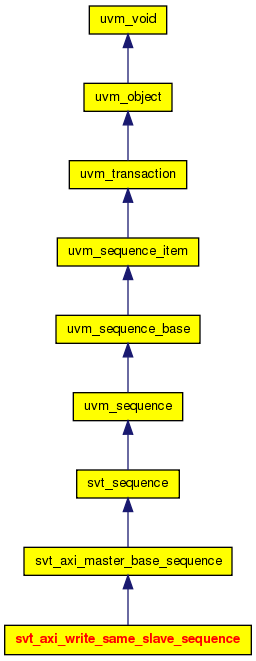 uvm_void
uvm_object
uvm_transaction
uvm_sequence_item
uvm_sequence_base
uvm_sequence
svt_sequence
svt_axi_master_base_sequence
svt_axi_write_same_slave_sequence